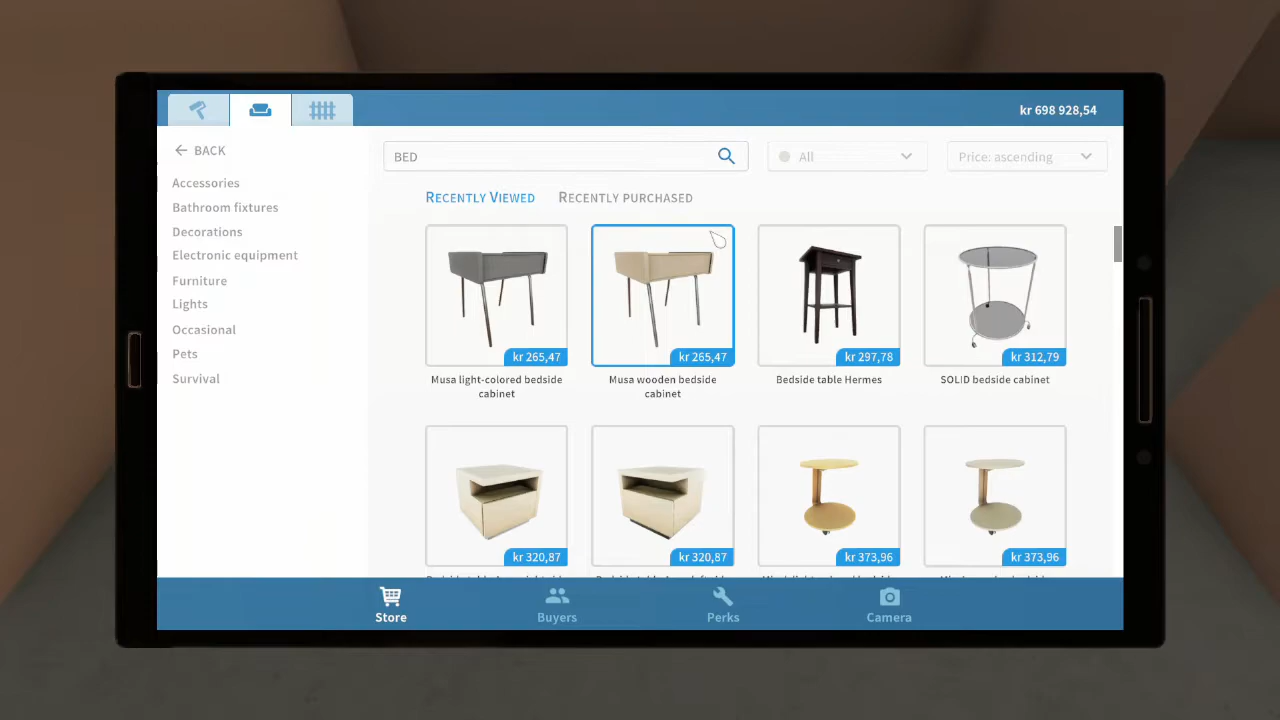 kr 698 928,54
BACK
BED
All
Price: ascending
Accessories
Bathroom fixtures
Decorations
Electronic equipment
Furniture
Lights
Occasional
Pets
Survival
RECENTLY VIEWED
RECENTLY PURCHASED
kr 265,47
kr 265,47
kr 297,78
kr 312,79
Musa light-colored bedside
cabinet
Musa wooden bedside
cabinet
Bedside table Hermes
SOLID bedside cabinet
kr 320,87
kr 320,87
kr 373,96
kr 373,96
Store
Buyers
Perks
Camera